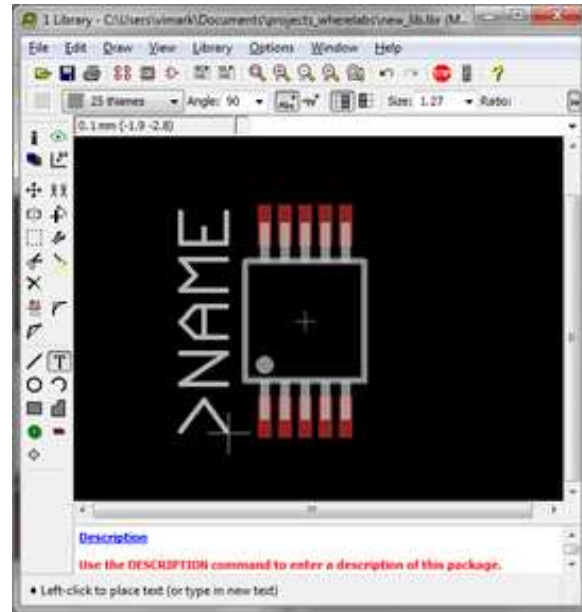 1 Library - C:\Users\vimark\Documents\projects_wherelabs\new_lib.lbr (M...
File Edit Draw View Library Options Window Help
25 tNames Angle: 90 Size: 1.27 Ratio:
0.1 mm (-1.9 -2.8)
>NAME
Description
Use the DESCRIPTION command to enter a description of this package.
Left-click to place text (or type in new text)